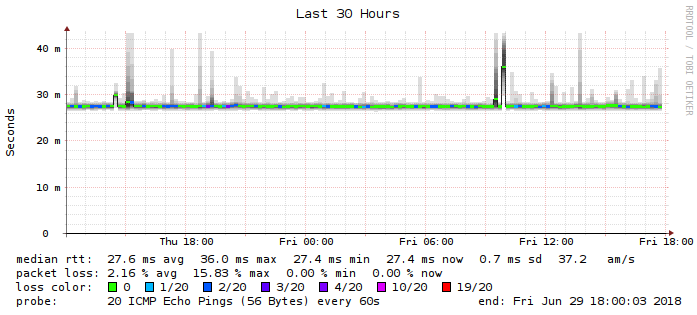 Last 30 Hours
RRDTOOL / TOBI OETIKER
Seconds
40 m
30 m
20 m
10 m
0
Thu 18:00 Fri 00:00 Fri 06:00 Fri 12:00 Fri 18:00
median rtt: 27.6 ms avg 36.0 ms max 27.4 ms min 27.4 ms now 0.7 ms sd 37.2 am/s
packet loss: 2.16 % avg 15.83 % max 0.00 % min 0.00 % now
loss color: 0 1/20 2/20 3/20 4/20 10/20 19/20
probe: 20 ICMP Echo Pings (56 Bytes) every 60s end: Fri Jun 29 18:00:03 2018